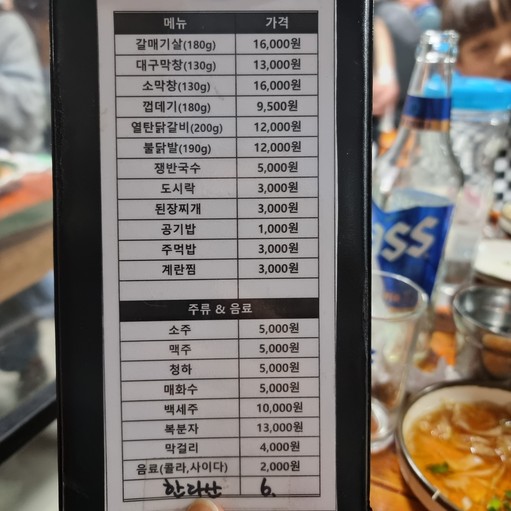 메뉴 가격
갈매기살(180g) 16,000원
대구막창(130g) 13,000원
소막창(130g) 16,000원
껍데기(180g) 9,500원
열탄닭갈비(200g) 12,000원
불닭발(190g) 12,000원
쟁반국수 5,000원
도시락 3,000원
된장찌개 3,000원
공기밥 1,000원
주먹밥 3,000원
계란찜 3,000원
주류 & 음료
소주 5,000원
맥주 5,000원
청하 5,000원
매화수 5,000원
백세주 10,000원
복분자 13,000원
막걸리 4,000원
음료(콜라,사이다) 2,000원
한라산 6.
ASS